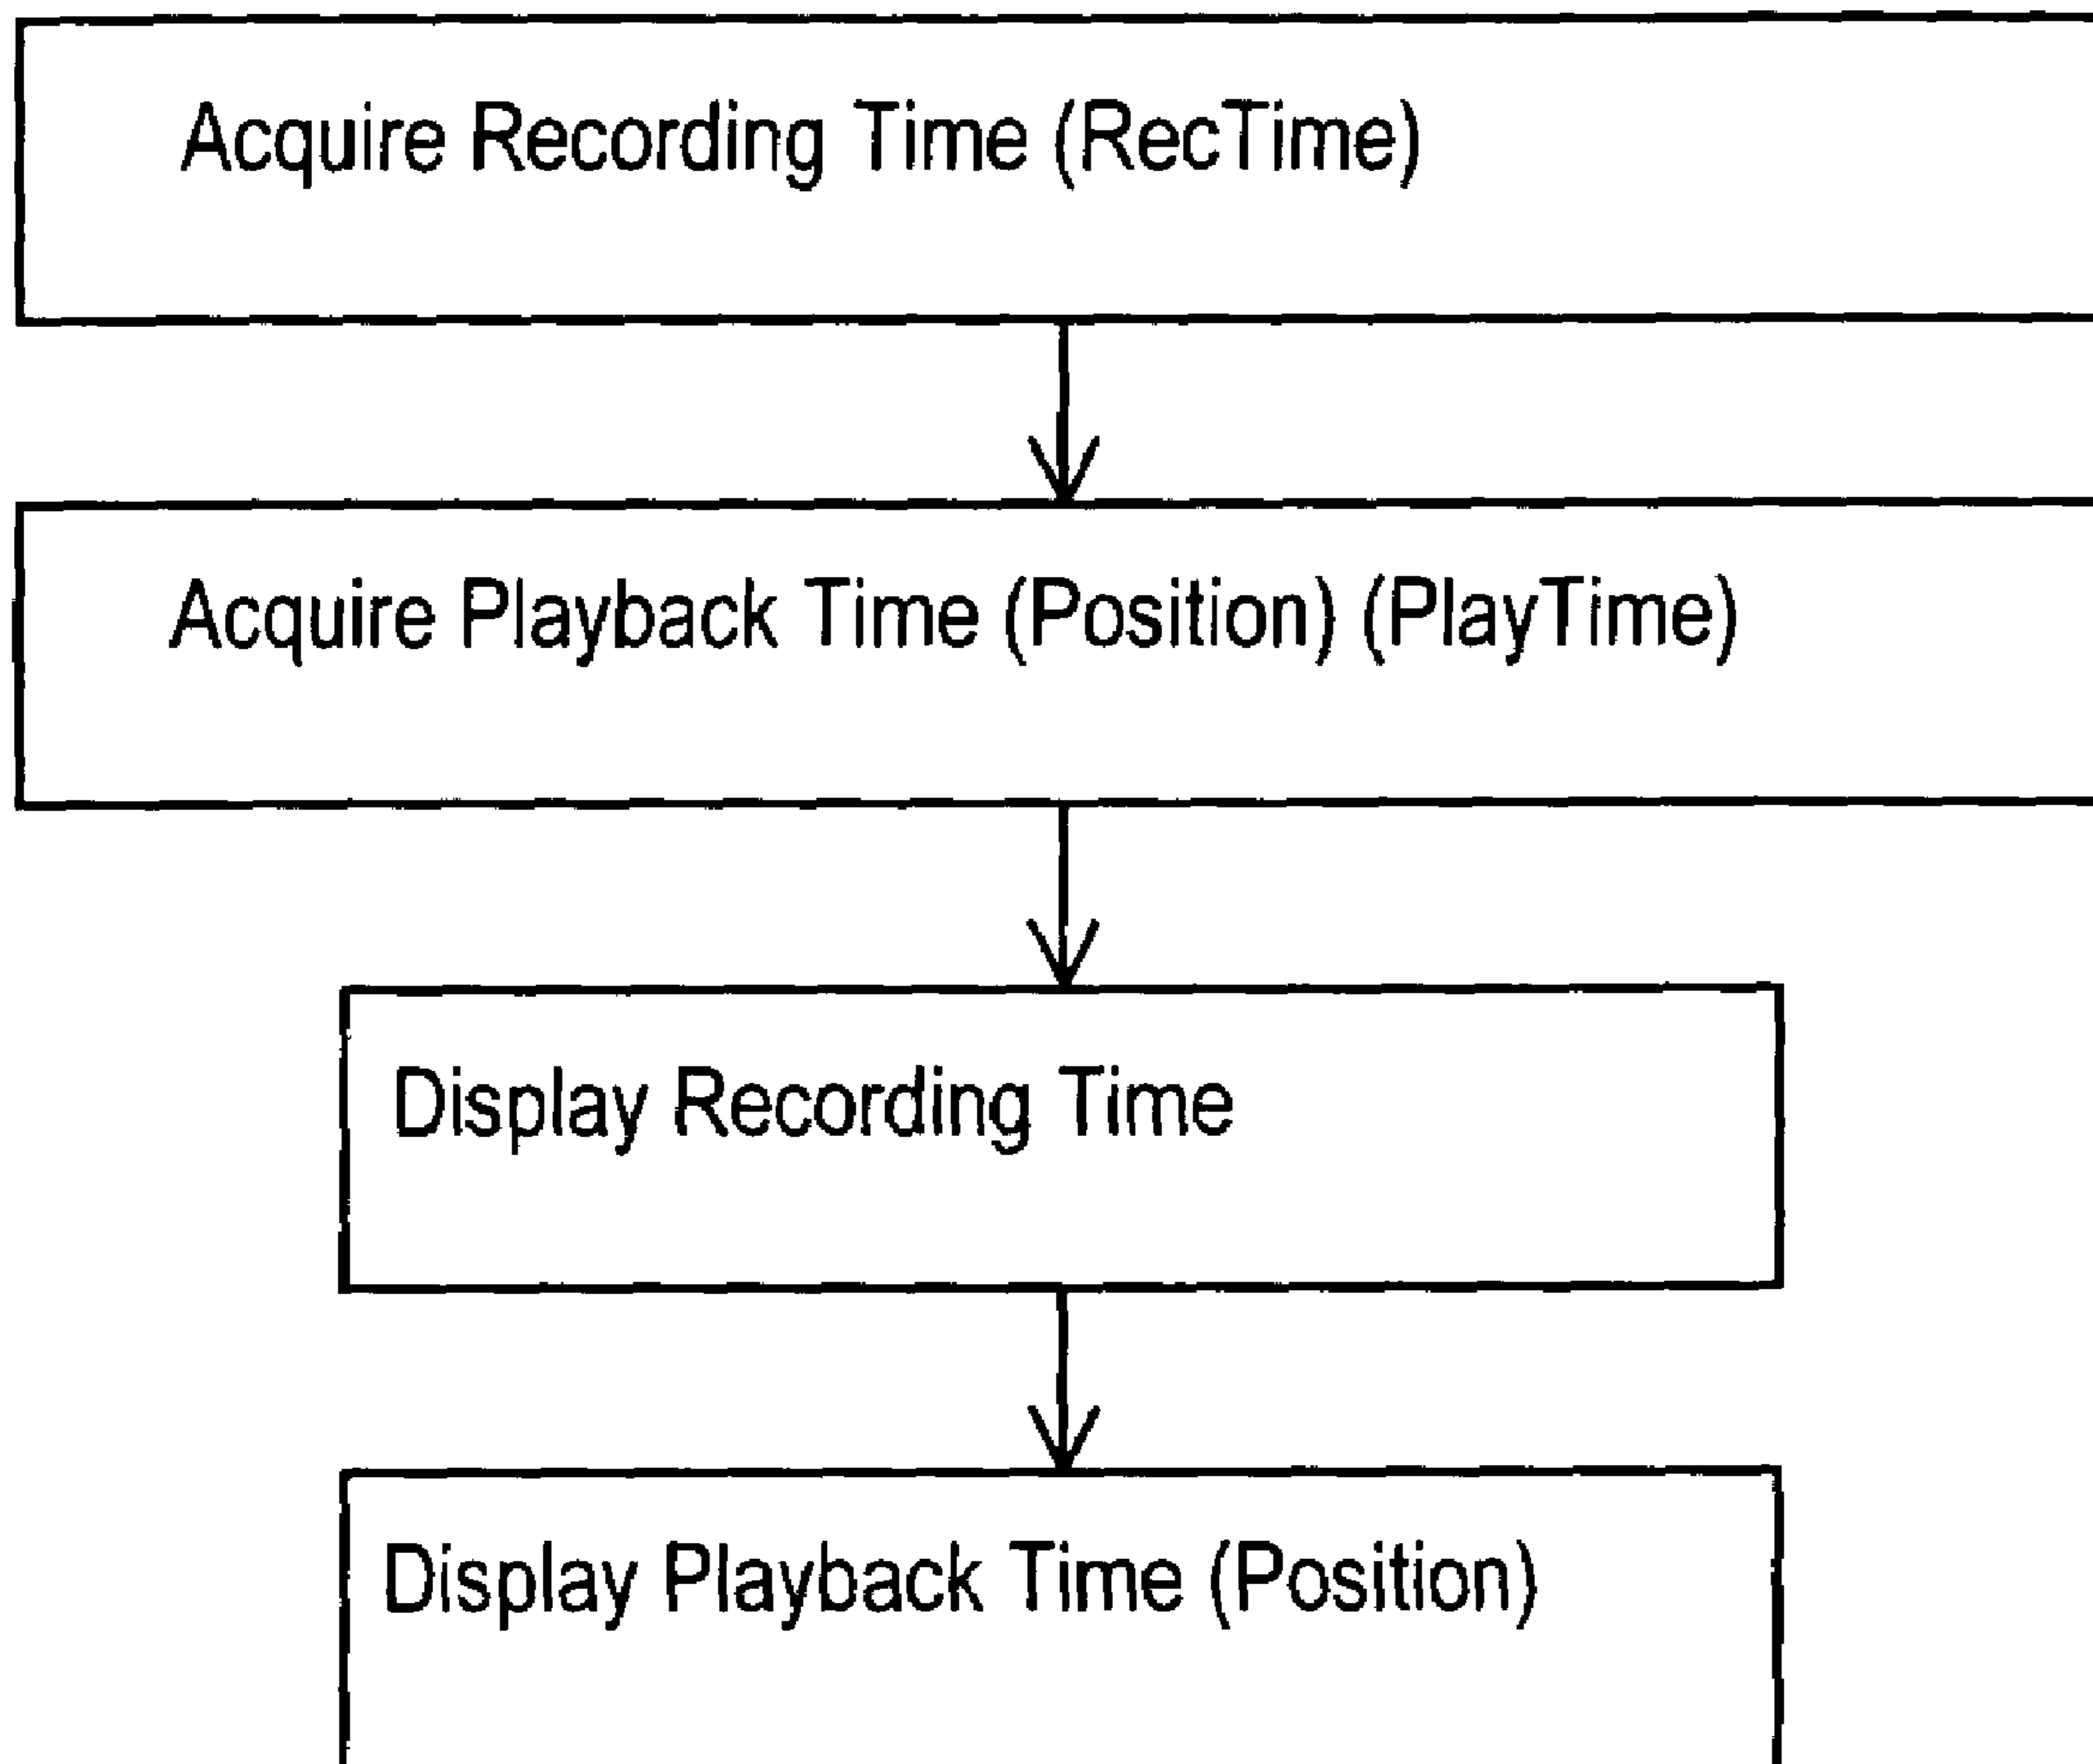 Acquire Recording Time (RecTime)
Acquire Playback Time (Position) (PlayTime)
Display Recording Time
Display Playback Time (Position)